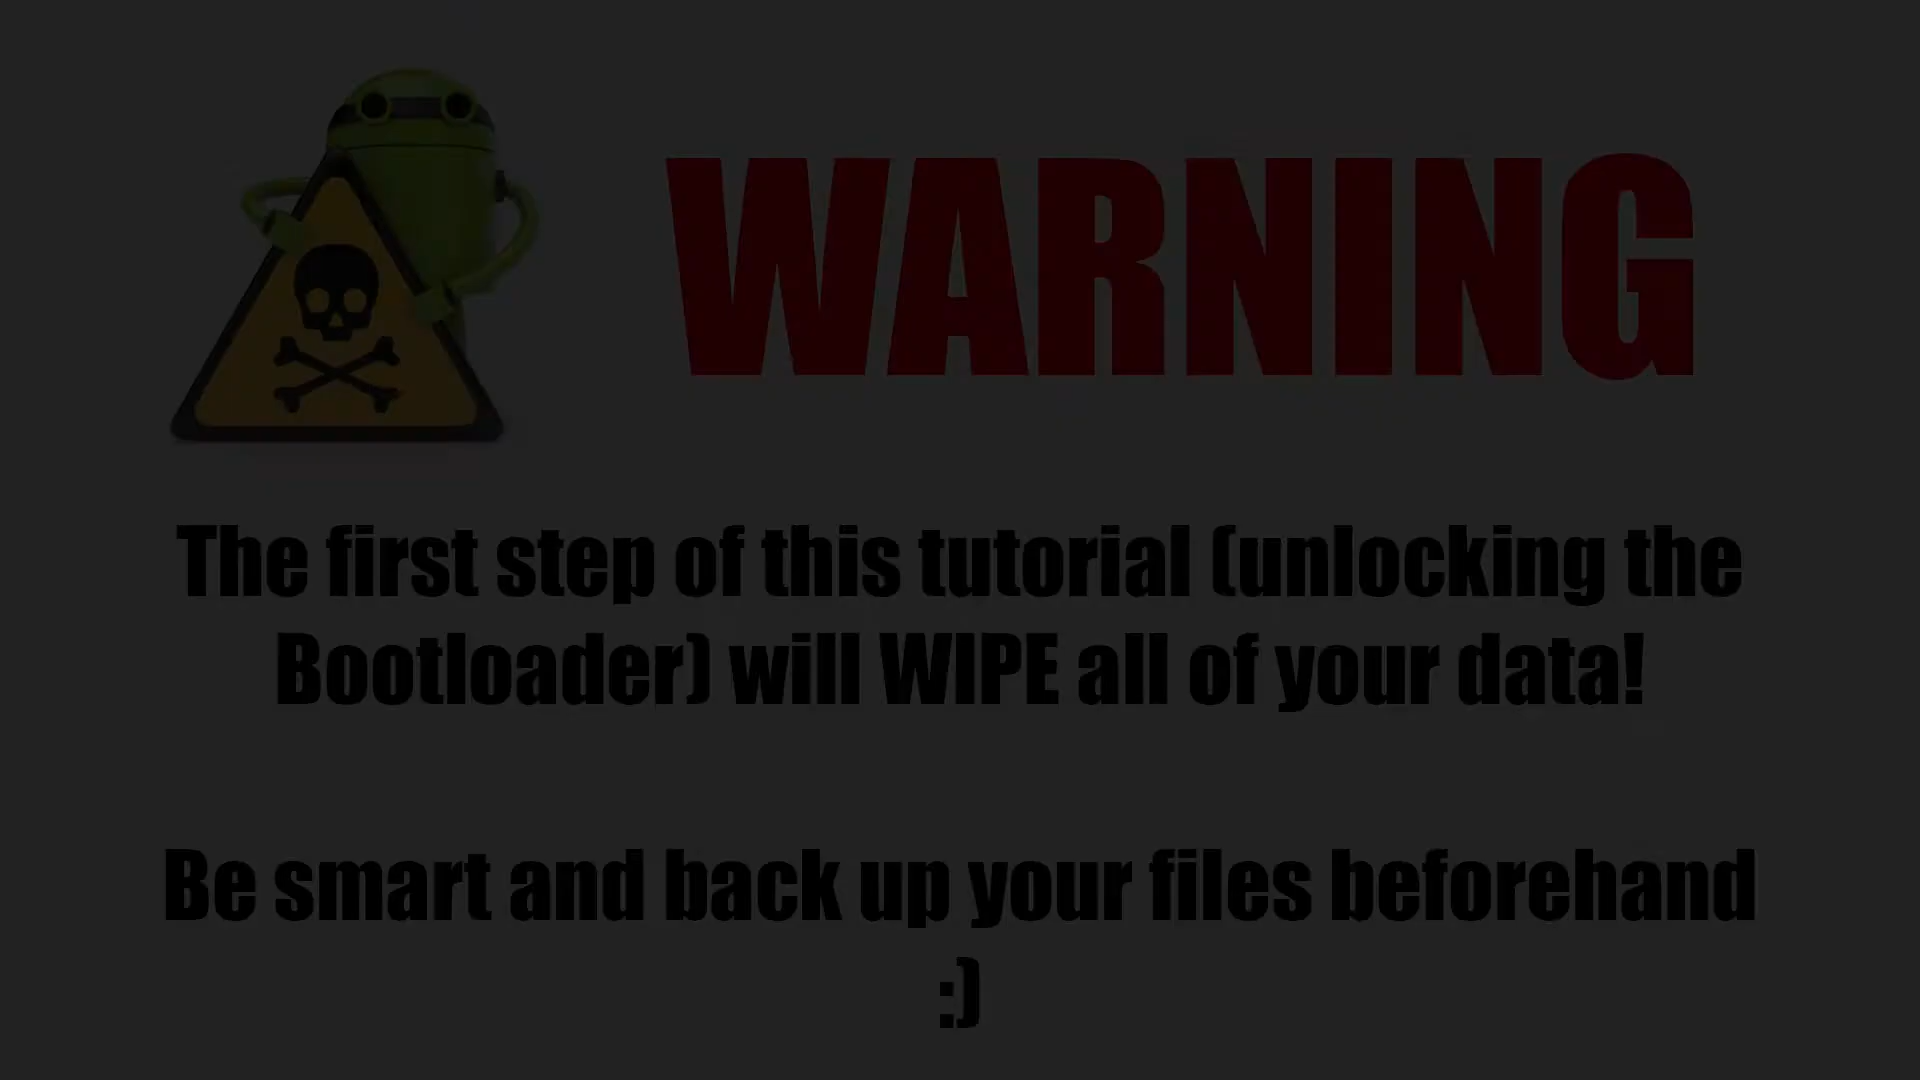 WARNING
The first step of this tutorial (unlocking the
Bootloader) will WIPE all of your data!
Be smart and back up your files beforehand
:)